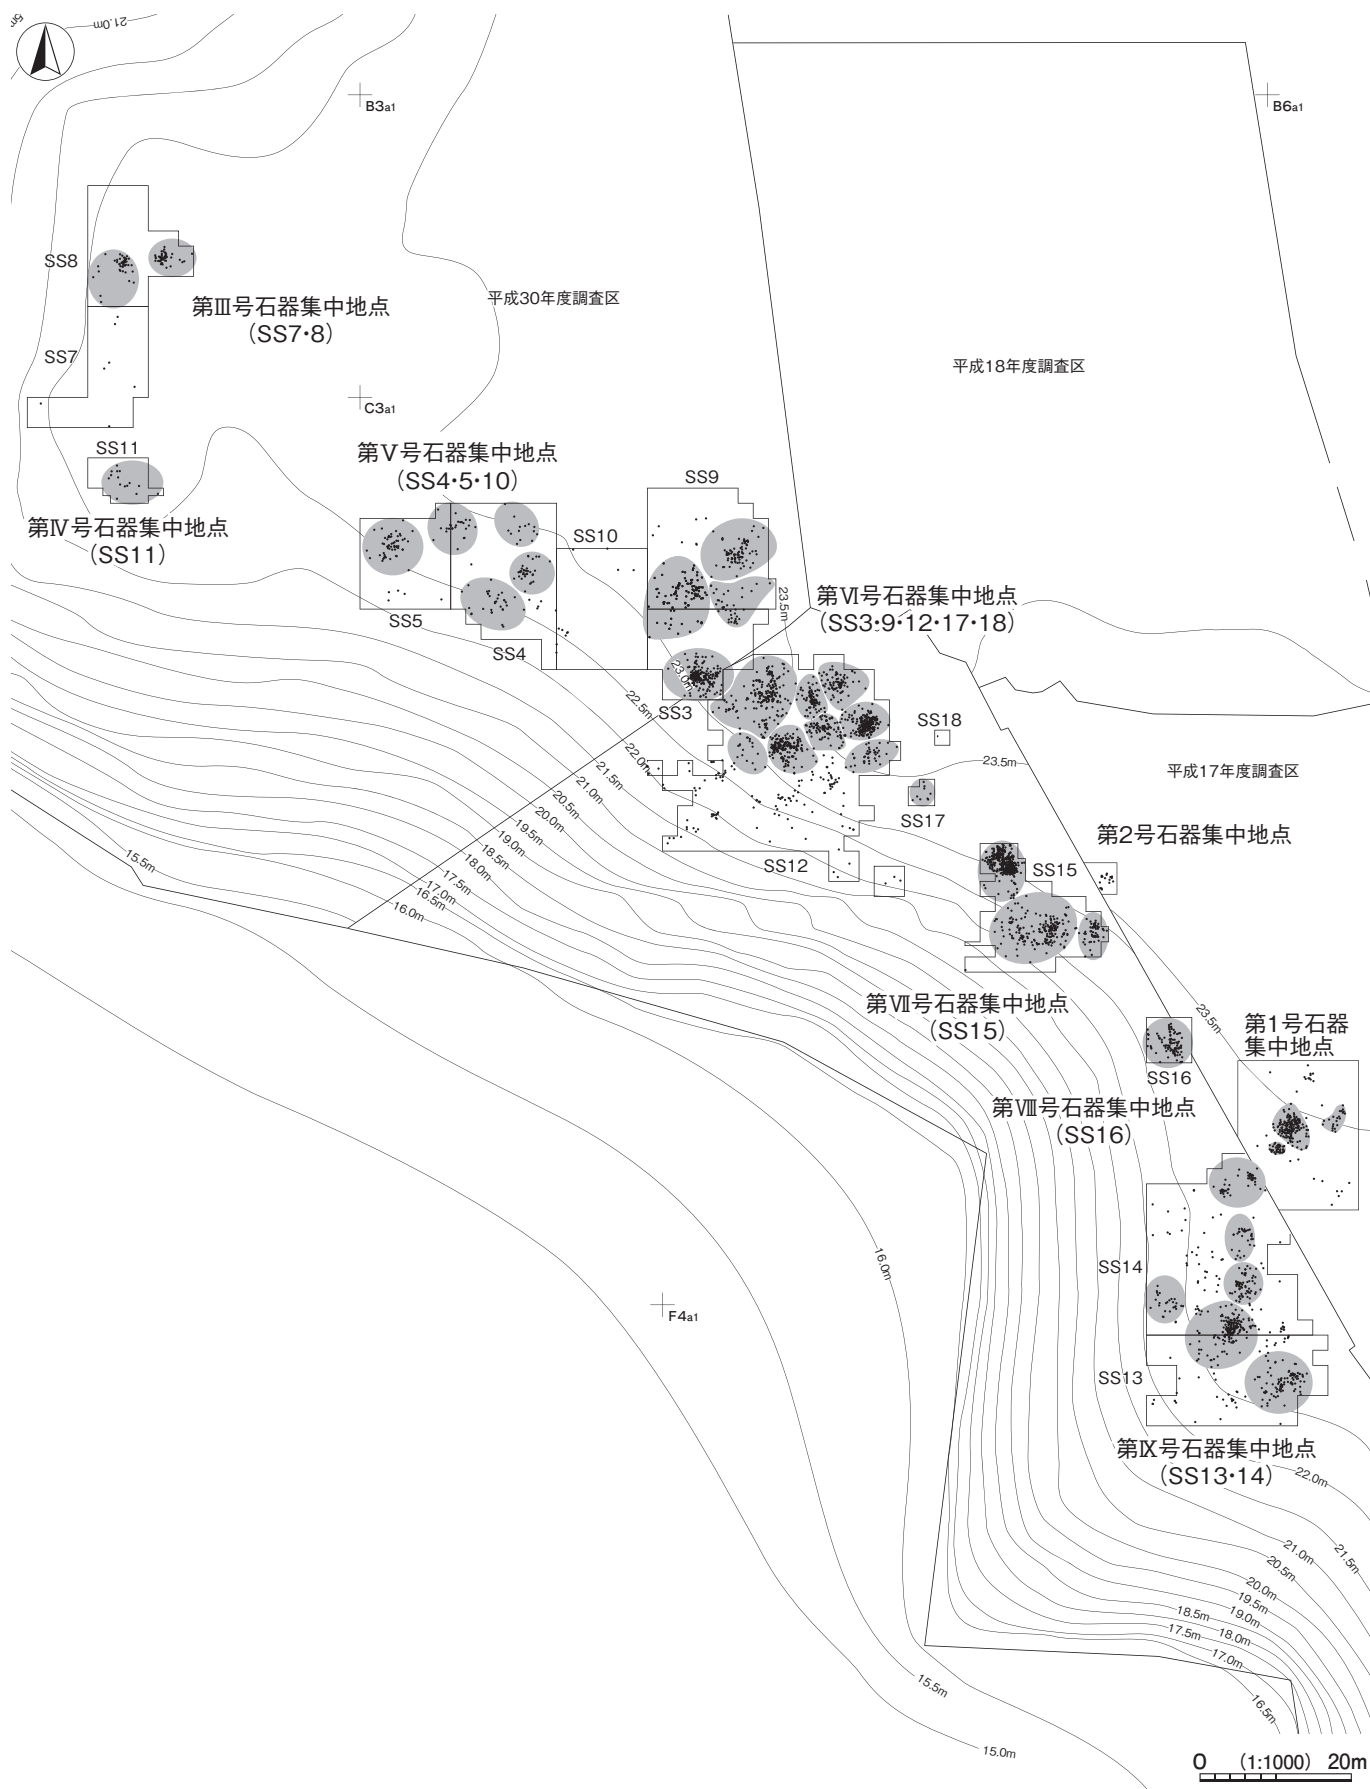 21.0m
B3a1
B6a1
SS8
第Ⅲ号石器集中地点
(SS7・8)
平成30年度調査区
SS7
平成18年度調査区
C3a1
SS11
第Ⅴ号石器集中地点
(SS4・5・10)
SS9
第Ⅳ号石器集中地点
(SS11)
SS10
23.5m
第Ⅵ号石器集中地点
(SS3・9・12・17・18)
SS5
SS4
23.0m
22.5m
SS3
SS18
22.0m
23.5m
平成17年度調査区
21.5m
21.0m
20.5m
20.0m
19.5m
19.0m
18.5m
18.0m
17.5m
17.0m
16.5m
16.0m
15.5m
SS17
第2号石器集中地点
SS12
SS15
第Ⅶ号石器集中地点
(SS15)
23.5m
第1号石器
集中地点
SS16
第Ⅷ号石器集中地点
(SS16)
16.0m
SS14
F4a1
SS13
第Ⅸ号石器集中地点
(SS13・14)
22.0m
21.5m
21.0m
20.5m
20.0m
19.5m
19.0m
18.5m
18.0m
17.5m
17.0m
16.5m
15.5m
15.0m
0 (1:1000) 20m